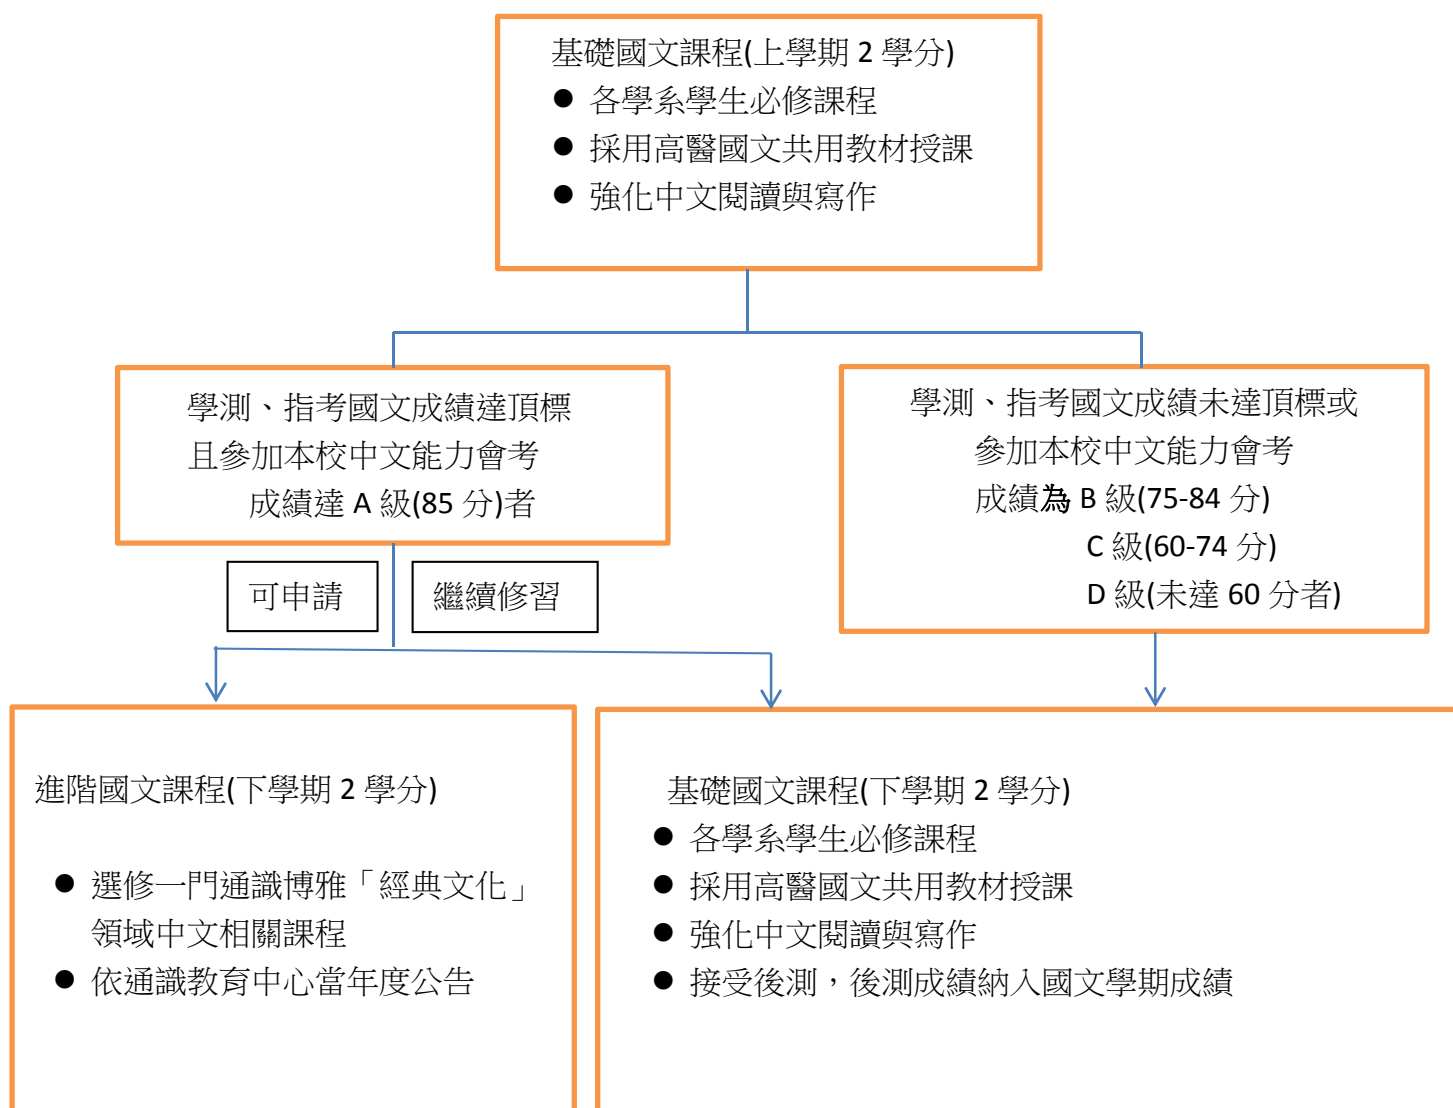 基礎國文課程(上學期 2 學分)
● 各學系學生必修課程
● 採用高醫國文共用教材授課
● 強化中文閱讀與寫作
學測、指考國文成績達頂標
且參加本校中文能力會考
成績達 A 級(85 分)者
學測、指考國文成績未達頂標或
參加本校中文能力會考
成績為 B 級(75-84 分)
C 級(60-74 分)
D 級(未達 60 分者)
可申請
繼續修習
進階國文課程(下學期 2 學分)
● 選修一門通識博雅「經典文化」
領域中文相關課程
● 依通識教育中心當年度公告
基礎國文課程(下學期 2 學分)
● 各學系學生必修課程
● 採用高醫國文共用教材授課
● 強化中文閱讀與寫作
● 接受後測，後測成績納入國文學期成績